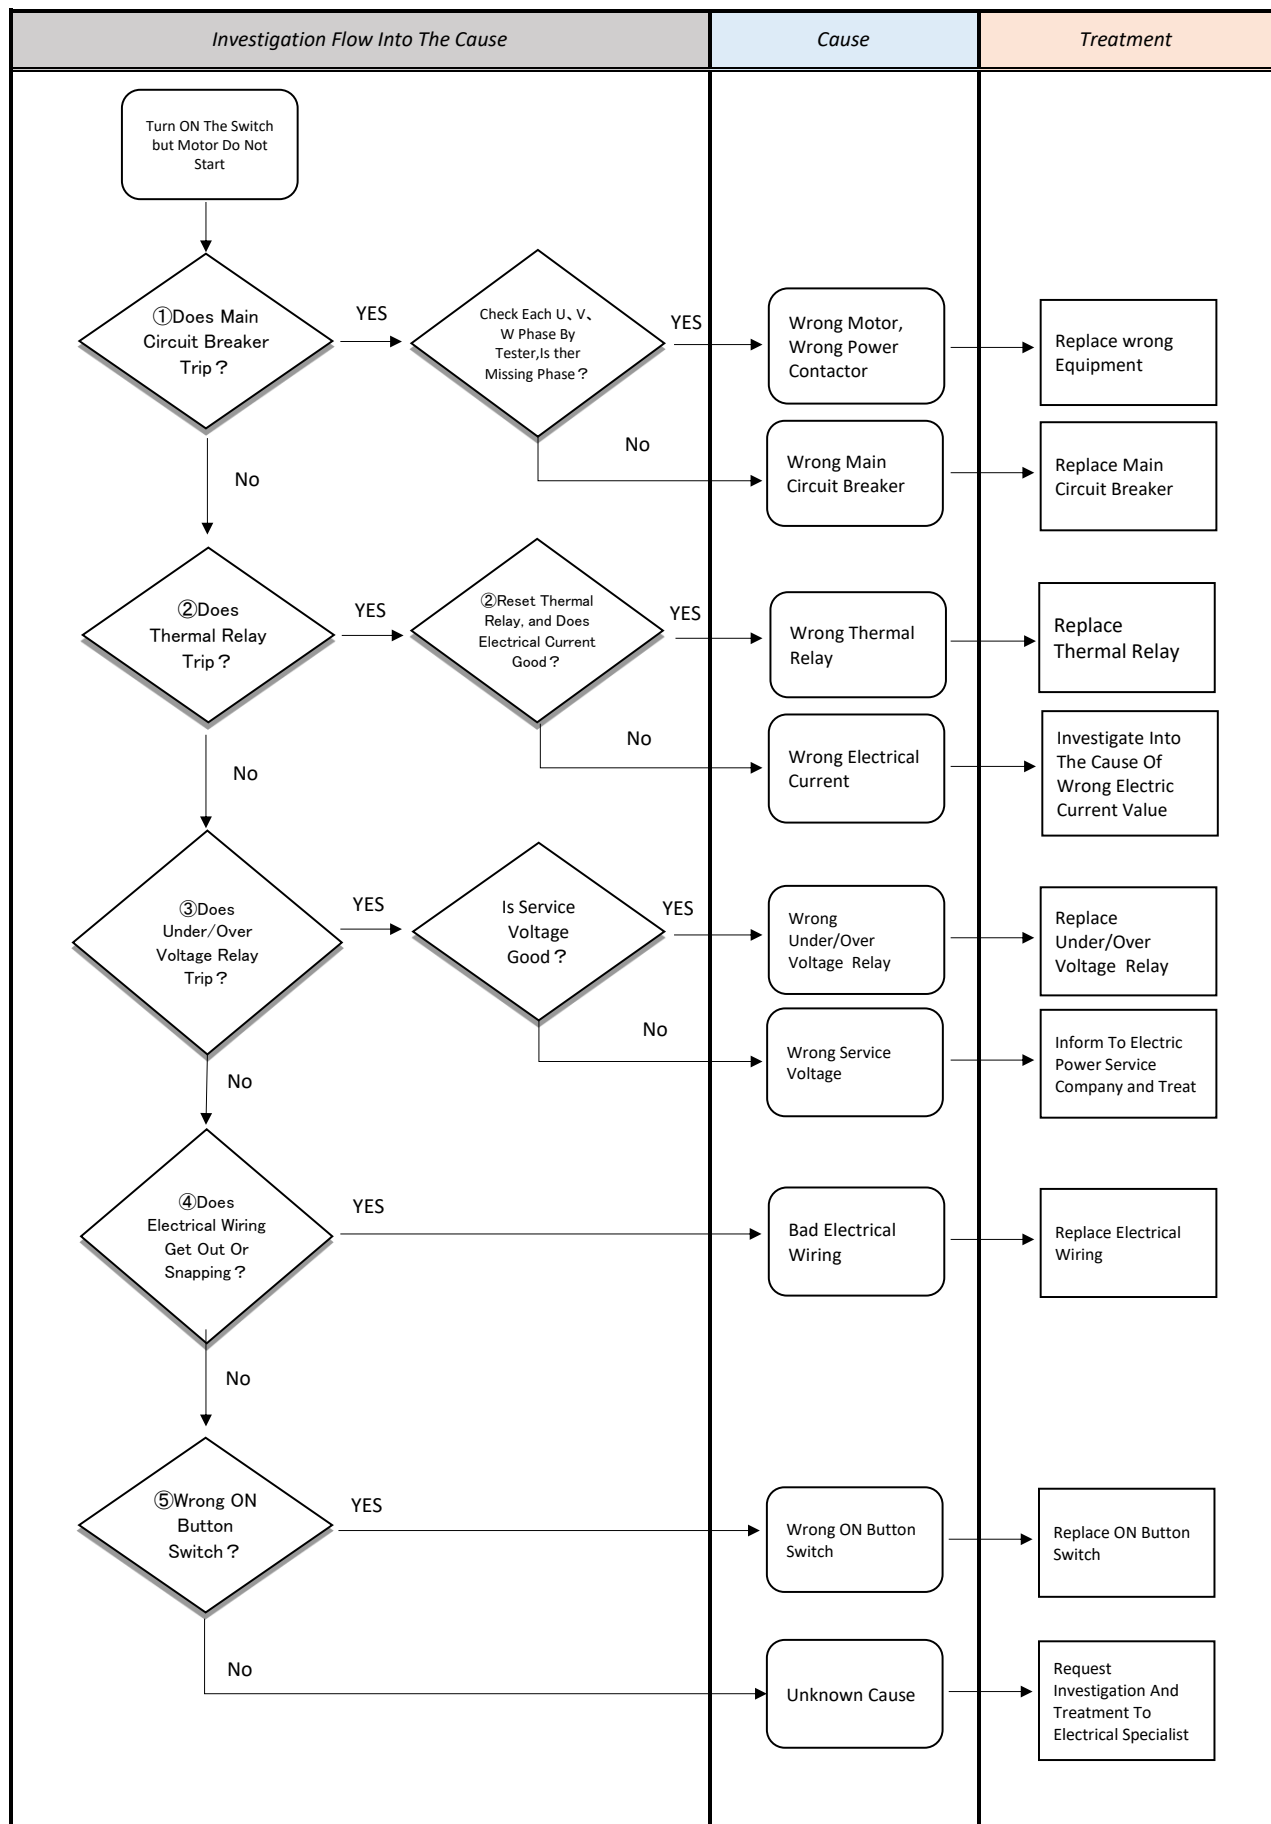 Investigation Flow Into The Cause
Cause
Treatment
Turn ON The Switch
but Motor Do Not
Start
①Does Main
Circuit Breaker
Trip？
YES
Check Each U、V、
W Phase By
Tester,Is ther
Missing Phase？
YES
Wrong Motor,
Wrong Power
Contactor
Replace wrong
Equipment
No
Wrong Main
Circuit Breaker
Replace Main
Circuit Breaker
No
②Does
Thermal Relay
Trip？
YES
②Reset Thermal
Relay, and Does
Electrical Current
Good？
YES
Wrong Thermal
Relay
Replace
Thermal Relay
No
Wrong Electrical
Current
Investigate Into
The Cause Of
Wrong Electric
Current Value
No
③Does
Under/Over
Voltage Relay
Trip？
YES
Is Service
Voltage
Good？
YES
Wrong
Under/Over
Voltage Relay
Replace
Under/Over
Voltage Relay
No
Wrong Service
Voltage
Inform To Electric
Power Service
Company and Treat
No
④Does
Electrical Wiring
Get Out Or
Snapping？
YES
Bad Electrical
Wiring
Replace Electrical
Wiring
No
⑤Wrong ON
Button
Switch？
YES
Wrong ON Button
Switch
Replace ON Button
Switch
No
Unknown Cause
Request
Investigation And
Treatment To
Electrical Specialist